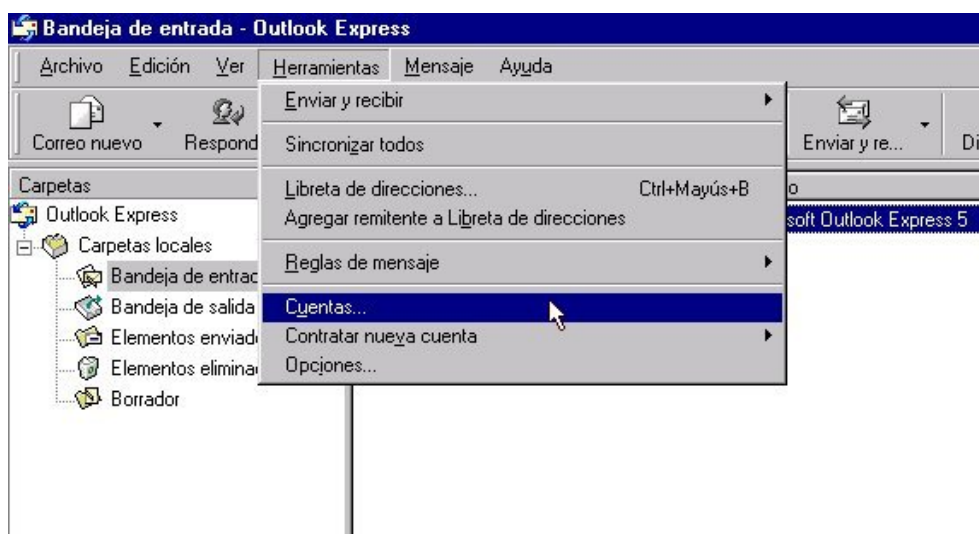 Bandeja de entrada - Outlook Express
Archivo Edición Ver Herramientas Mensaje Ayuda
Correo nuevo Respond Enviar y re... Di
Enviar y recibir
Sincronizar todos
Libreta de direcciones... Ctrl+Mayús+B
Agregar remitente a Libreta de direcciones
Reglas de mensaje
Cuentas...
Contratar nueva cuenta
Opciones...
Carpetas
Outlook Express
Carpetas locales
Bandeja de entrad
Bandeja de salida
Elementos enviad
Elementos elimina
Borrador
o
soft Outlook Express 5